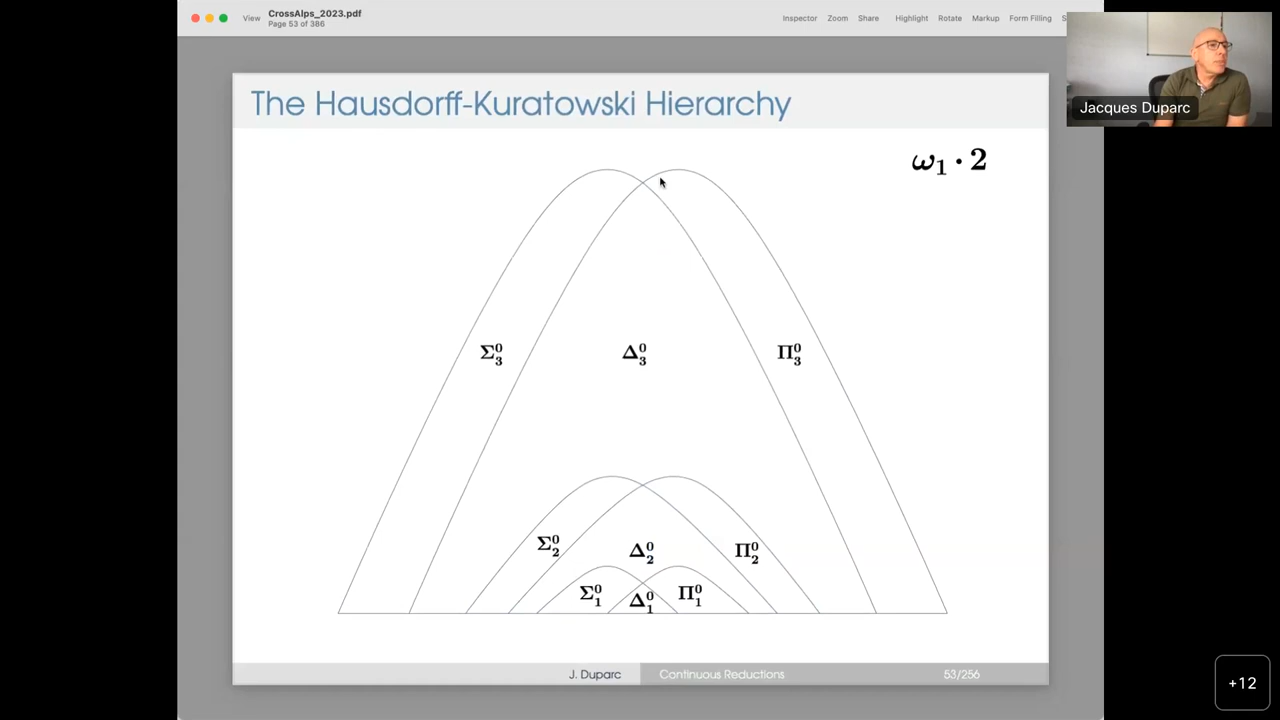 View CrossAlps_2023.pdf
Page 53 of 386
Inspector Zoom Share Highlight Rotate Markup Form Filling S
Jacques Duparc
The Hausdorff-Kuratowski Hierarchy
ω₁ · 2
Σ⁰₃ Δ⁰₃ Π⁰₃
Σ⁰₂ Δ⁰₂ Π⁰₂
Σ⁰₁ Δ⁰₁ Π⁰₁
J. Duparc Continuous Reductions 53/256
+12